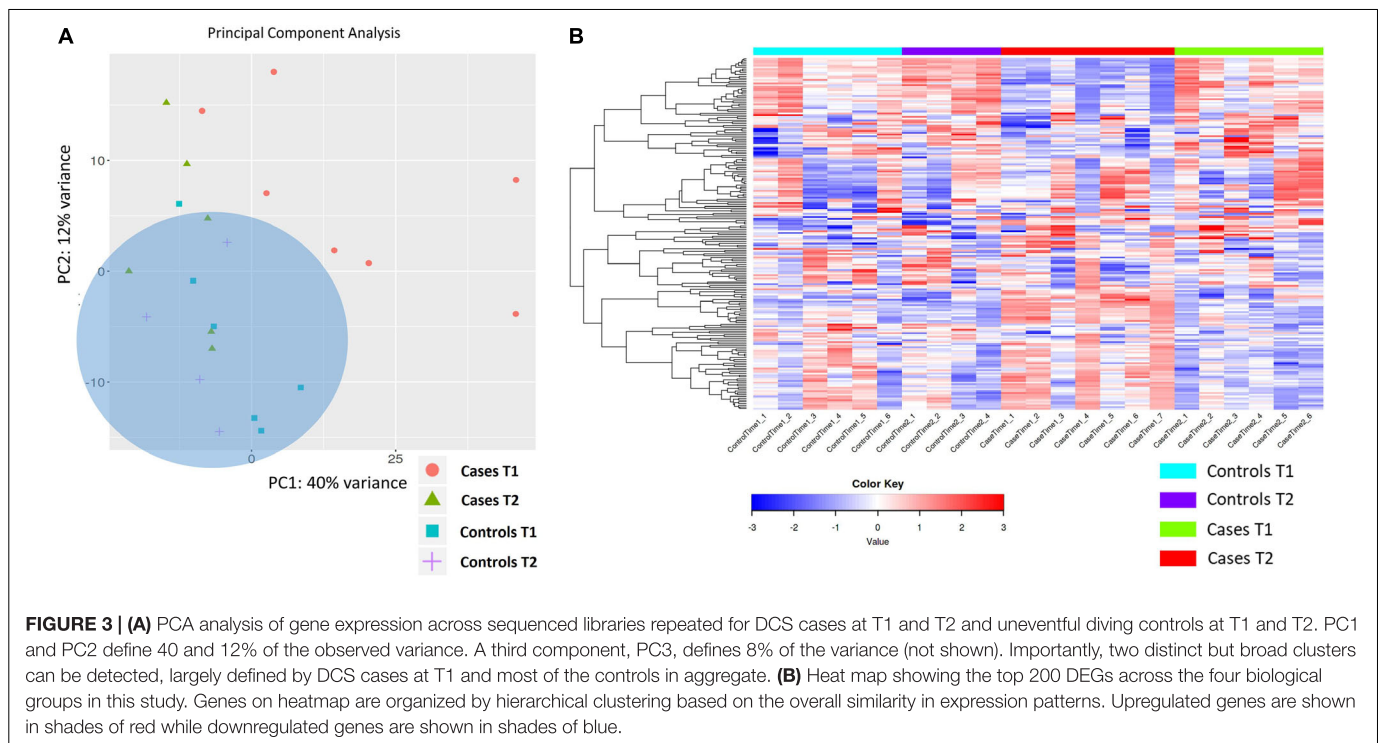 A
Principal Component Analysis
PC2: 12% variance
10
0
-10
0
25
PC1: 40% variance
Cases T1
Cases T2
Controls T1
Controls T2
B
ControlTime1_1
ControlTime1_2
ControlTime1_3
ControlTime1_4
ControlTime1_5
ControlTime1_6
ControlTime2_1
ControlTime2_2
ControlTime2_3
ControlTime2_4
CaseTime1_1
CaseTime1_2
CaseTime1_3
CaseTime1_4
CaseTime1_5
CaseTime1_6
CaseTime1_7
CaseTime2_1
CaseTime2_2
CaseTime2_3
CaseTime2_4
CaseTime2_5
CaseTime2_6
Color Key
-3 -2 -1 0 1 2 3
Value
Controls T1
Controls T2
Cases T1
Cases T2
FIGURE 3 | (A) PCA analysis of gene expression across sequenced libraries repeated for DCS cases at T1 and T2 and uneventful diving controls at T1 and T2. PC1
and PC2 define 40 and 12% of the observed variance. A third component, PC3, defines 8% of the variance (not shown). Importantly, two distinct but broad clusters
can be detected, largely defined by DCS cases at T1 and most of the controls in aggregate. (B) Heat map showing the top 200 DEGs across the four biological
groups in this study. Genes on heatmap are organized by hierarchical clustering based on the overall similarity in expression patterns. Upregulated genes are shown
in shades of red while downregulated genes are shown in shades of blue.